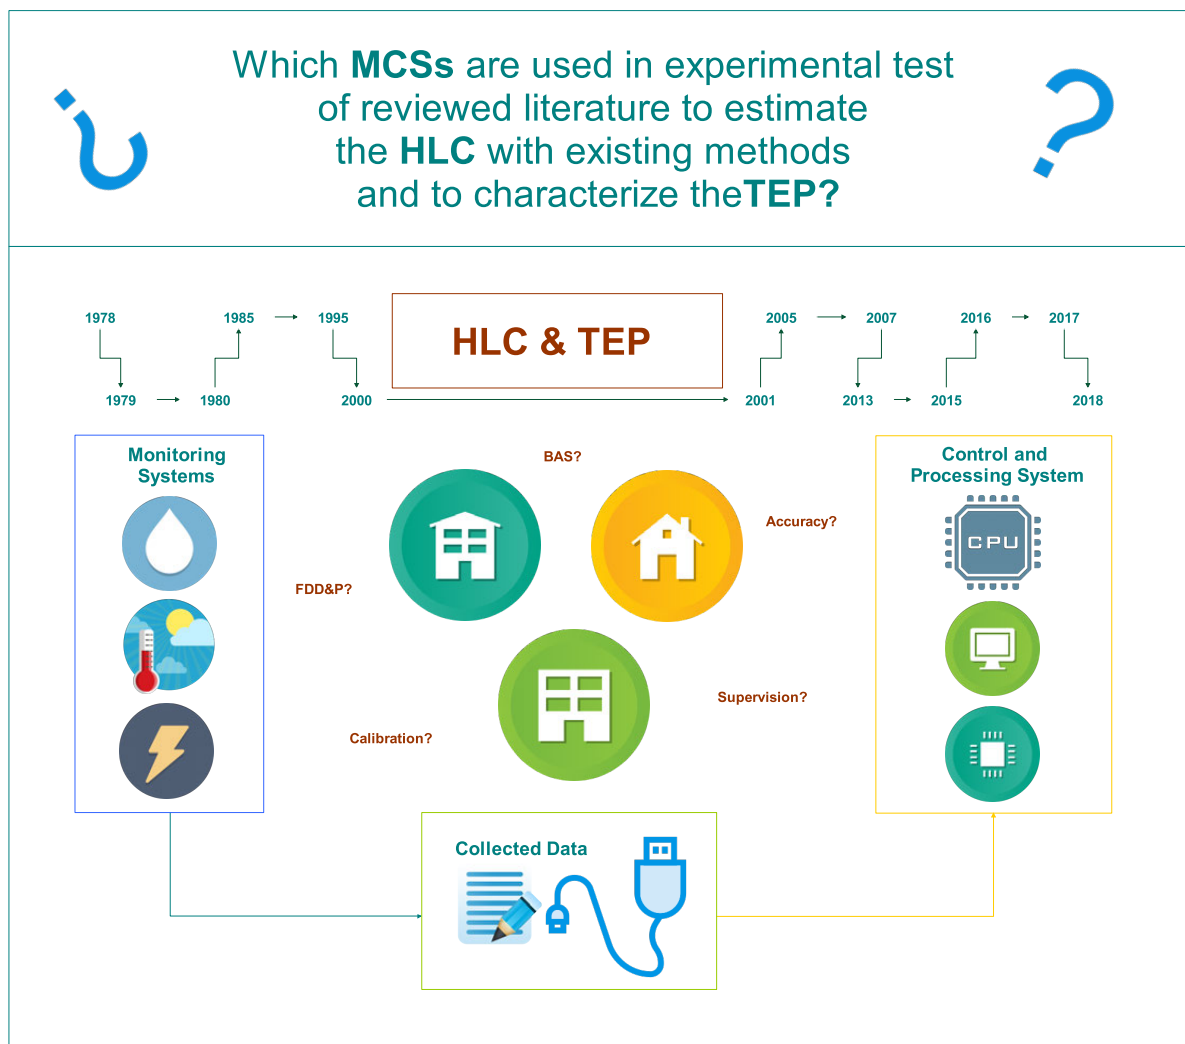 Which MCSs are used in experimental test
of reviewed literature to estimate
the HLC with existing methods
and to characterize theTEP?
1978
1985
1995
HLC & TEP
2005
2007
2016
2017
1979
1980
2000
2001
2013
2015
2018
Monitoring
Systems
BAS?
Accuracy?
FDD&P?
Supervision?
Calibration?
Control and
Processing System
CPU
Collected Data